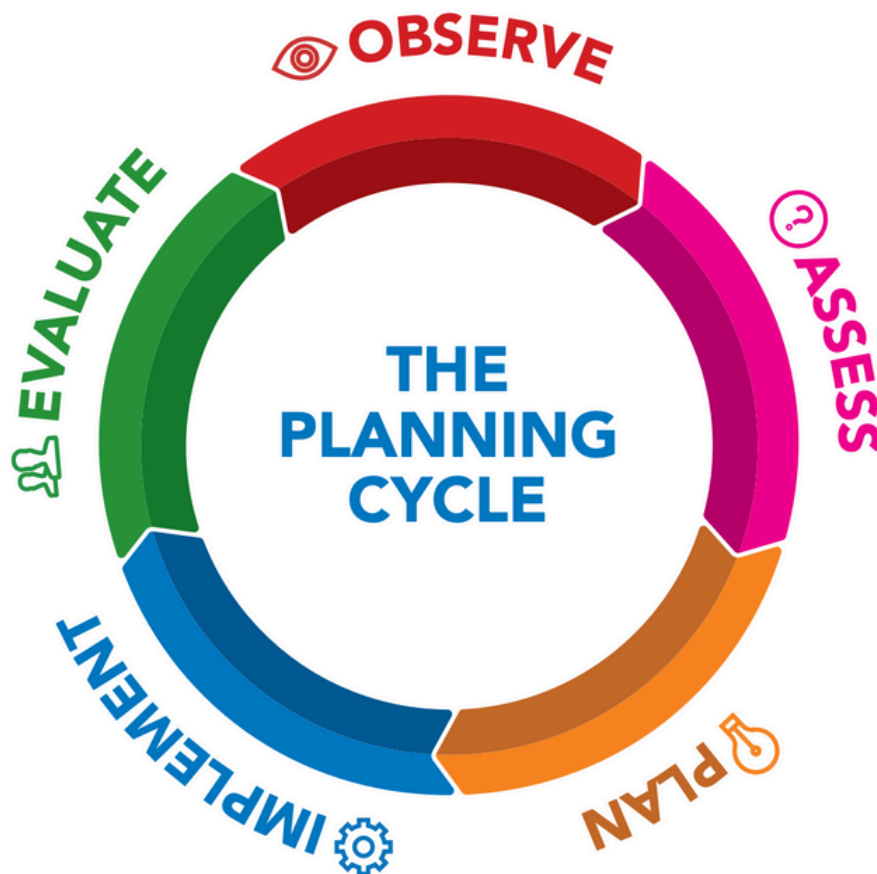 OBSERVE
ASSESS
PLAN
IMPLEMENT
EVALUATE
THE
PLANNING
CYCLE